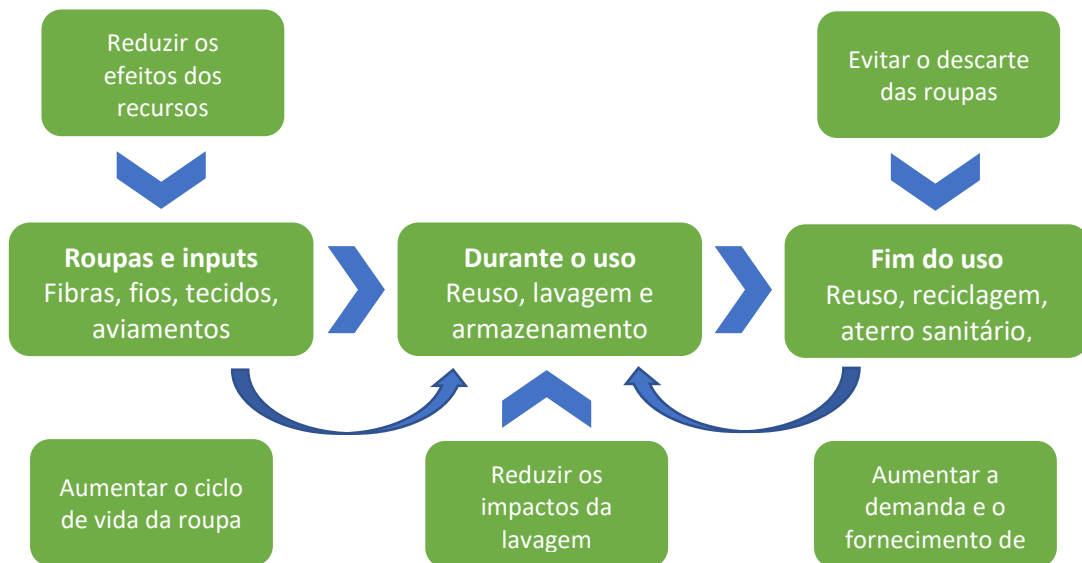 Reduzir os
efeitos dos
recursos
Evitar o descarte
das roupas
Roupas e inputs
Fibras, fios, tecidos,
aviamentos
Durante o uso
Reuso, lavagem e
armazenamento
Fim do uso
Reuso, reciclagem,
aterro sanitário,
Aumentar o ciclo
de vida da roupa
Reduzir os
impactos da
lavagem
Aumentar a
demanda e o
fornecimento de